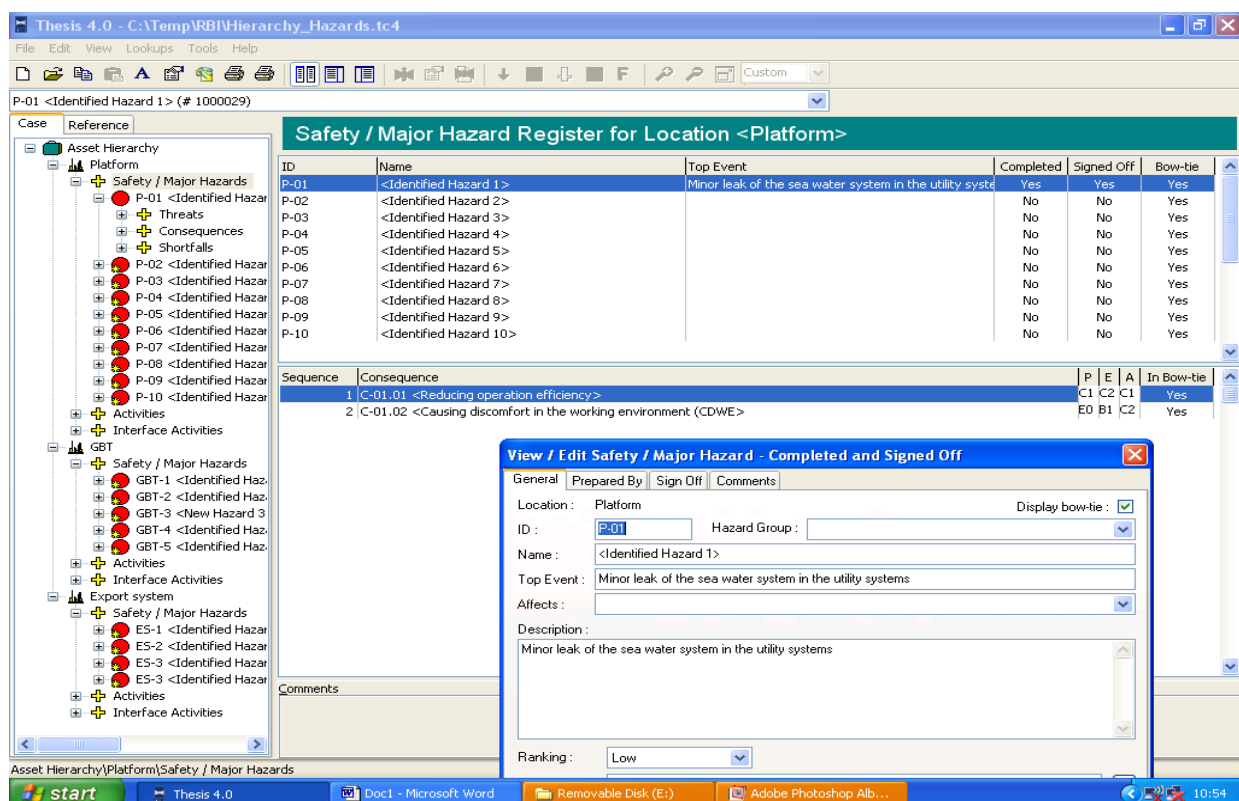 Thesis 4.0 - C:\Temp\RBI\Hierarchy_Hazards.tc4
File Edit View Lookups Tools Help
A F Custom
P-01 <Identified Hazard 1> (# 1000029)
Case Reference
Asset Hierarchy
Platform
Safety / Major Hazards
P-01 <Identified Hazar
Threats
Consequences
Shortfalls
P-02 <Identified Hazar
P-03 <Identified Hazar
P-04 <Identified Hazar
P-05 <Identified Hazar
P-06 <Identified Hazar
P-07 <Identified Hazar
P-08 <Identified Hazar
P-09 <Identified Hazar
P-10 <Identified Hazar
Activities
Interface Activities
GBT
Safety / Major Hazards
GBT-1 <Identified Haz
GBT-2 <Identified Haz
GBT-3 <New Hazard 3
GBT-4 <Identified Haz
GBT-5 <Identified Haz
Activities
Interface Activities
Export system
Safety / Major Hazards
ES-1 <Identified Hazar
ES-2 <Identified Hazar
ES-3 <Identified Hazar
ES-3 <Identified Hazar
Activities
Interface Activities
Safety / Major Hazard Register for Location <Platform>
ID Name Top Event Completed Signed Off Bow-tie
P-01 <Identified Hazard 1> Minor leak of the sea water system in the utility syste Yes Yes Yes
P-02 <Identified Hazard 2> No No Yes
P-03 <Identified Hazard 3> No No Yes
P-04 <Identified Hazard 4> No No Yes
P-05 <Identified Hazard 5> No No Yes
P-06 <Identified Hazard 6> No No Yes
P-07 <Identified Hazard 7> No No Yes
P-08 <Identified Hazard 8> No No Yes
P-09 <Identified Hazard 9> No No Yes
P-10 <Identified Hazard 10> No No Yes
Sequence Consequence P E A In Bow-tie
1 C-01.01 <Reducing operation efficiency> C1 C2 C1 Yes
2 C-01.02 <Causing discomfort in the working environment (CDWE> E0 B1 C2 Yes
View / Edit Safety / Major Hazard - Completed and Signed Off
General Prepared By Sign Off Comments
Location : Platform Display bow-tie :
ID : P-01 Hazard Group :
Name : <Identified Hazard 1>
Top Event : Minor leak of the sea water system in the utility systems
Affects :
Description :
Minor leak of the sea water system in the utility systems
Ranking : Low
Comments
Asset Hierarchy\Platform\Safety / Major Hazards
start Thesis 4.0 Doc1 - Microsoft Word Removable Disk (E:) Adobe Photoshop Alb... 10:54